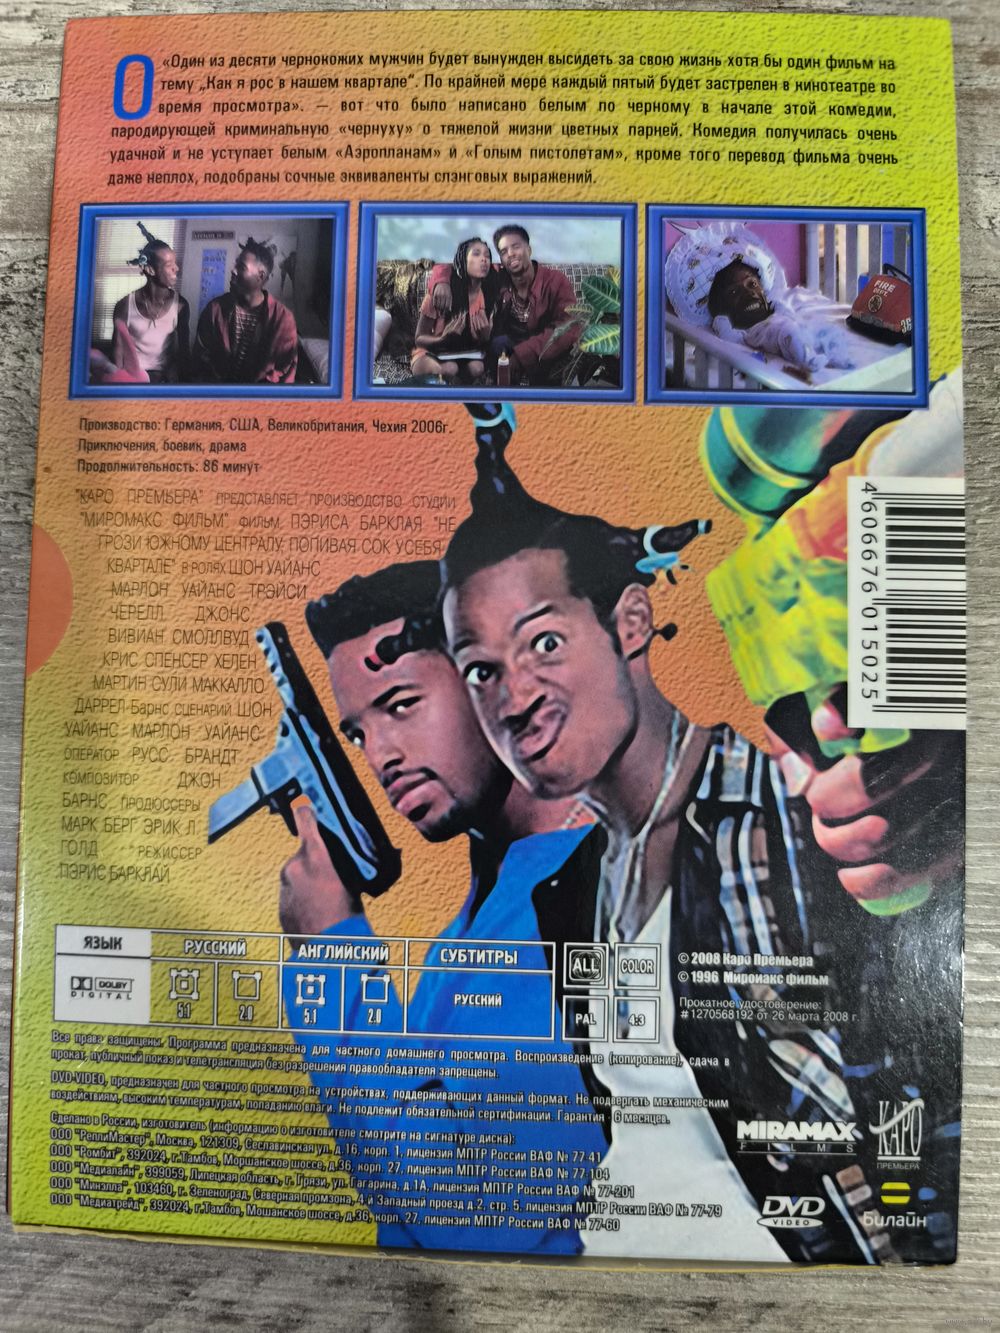 О «Один из десяти чернокожих мужчин будет вынужден высидеть за свою жизнь хотя бы один фильм на
тему „Как я рос в нашем квартале“. По крайней мере каждый пятый будет застрелен в кинотеатре во
время просмотра». — вот что было написано белым по черному в начале этой комедии,
пародирующей криминальную «чернуху» о тяжелой жизни цветных парней. Комедия получилась очень
удачной и не уступает белым «Аэропланам» и «Голым пистолетам», кроме того перевод фильма очень
даже неплох, подобраны сочные эквиваленты слэнговых выражений.
FIRE
DEPT.
36
Производство: Германия, США, Великобритания, Чехия 2006г.
Приключения, боевик, драма
Продолжительность: 86 минут
"КАРО ПРЕМЬЕРА" ПРЕДСТАВЛЯЕТ ПРОИЗВОДСТВО СТУДИИ
"МИРОМАКС ФИЛЬМ" ФИЛЬМ ПЭРИСА БАРКЛАЯ "НЕ
ГРОЗИ ЮЖНОМУ ЦЕНТРАЛУ, ПОПИВАЯ СОК У СЕБЯ
КВАРТАЛЕ" В РОЛЯХ ШОН УАЙАНС
МАРЛОН УАЙАНС ТРЭЙСИ
ЧЕРЕЛЛ ДЖОНС
ВИВИАН СМОЛЛВУД
КРИС СПЕНСЕР ХЕЛЕН
МАРТИН СУЛИ МАККАЛЛО
ДАРРЕЛ Барнс СЦЕНАРИЙ ШОН
УАЙАНС МАРЛОН УАЙАНС
ОПЕРАТОР РУСС БРАНДТ
КОМПОЗИТОР ДЖОН
БАРНС ПРОДЮССЕРЫ
МАРК БЕРГ ЭРИК Л.
ГОЛД РЕЖИССЕР
ПЭРИС БАРКЛАЙ
4 606676 015025
ЯЗЫК РУССКИЙ АНГЛИЙСКИЙ СУБТИТРЫ
DOLBY DIGITAL 5.1 2.0 5.1 2.0 РУССКИЙ
ALL COLOR
PAL 4:3
© 2008 Каро Премьера
© 1996 Мироиакс фильм
Прокатное удостоверение:
#1270568192 от 26 марта 2008 г.
Все права защищены. Программа предназначена для частного домашнего просмотра. Воспроизведение (копирование), сдача в
прокат, публичный показ и телетрансляция без разрешения правообладателя запрещены.
DVD-VIDEO, предназначен для частного просмотра на устройствах, поддерживающих данный формат. Не подвергать механическим
воздействиям, высоким температурам, попаданию влаги. Не подлежит обязательной сертификации. Гарантия - 6 месяцев.
Сделано в России, изготовитель (информацию о изготовителе смотрите на сигнатуре диска):
ООО "РеплиМастер", Москва, 121309, Сеславинская ул. д.16, корп. 1, лицензия МПТР России ВАФ № 77-41
ООО "Ромбиг", 392024, г.Тамбов, Моршанское шоссе, д.36, корп. 27, лицензия МПТР России ВАФ № 77-104
ООО "Медиалайн", 399059, Липецкая область, г. Грязи, ул. Гагарина, д.1А, лицензия МПТР России ВАФ № 77-201
ООО "Минэлла", 103460, г. Зеленоград, Северная промзона, 4-й Западный проезд д.2, стр. 5, лицензия МПТР России ВАФ № 77-79
ООО "Медиатрейд", 392024, г.Тамбов, Мошанское шоссе, д.36, корп. 27, лицензия МПТР России ВАФ № 77-60
MIRAMAX
FILMS
КАРО
ПРЕМЬЕРА
DVD
VIDEO
билайн